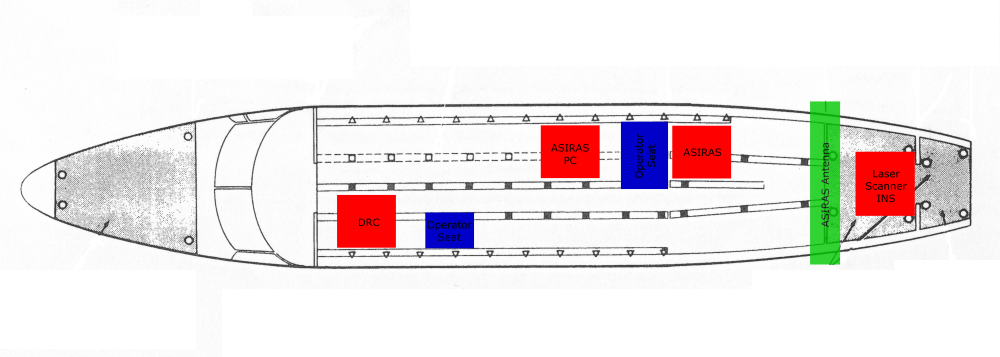 ASIRAS
PC
Operator
Seat
ASIRAS
ASIRAS Antenna
Laser
Scanner
INS
DRC
Operator
Seat